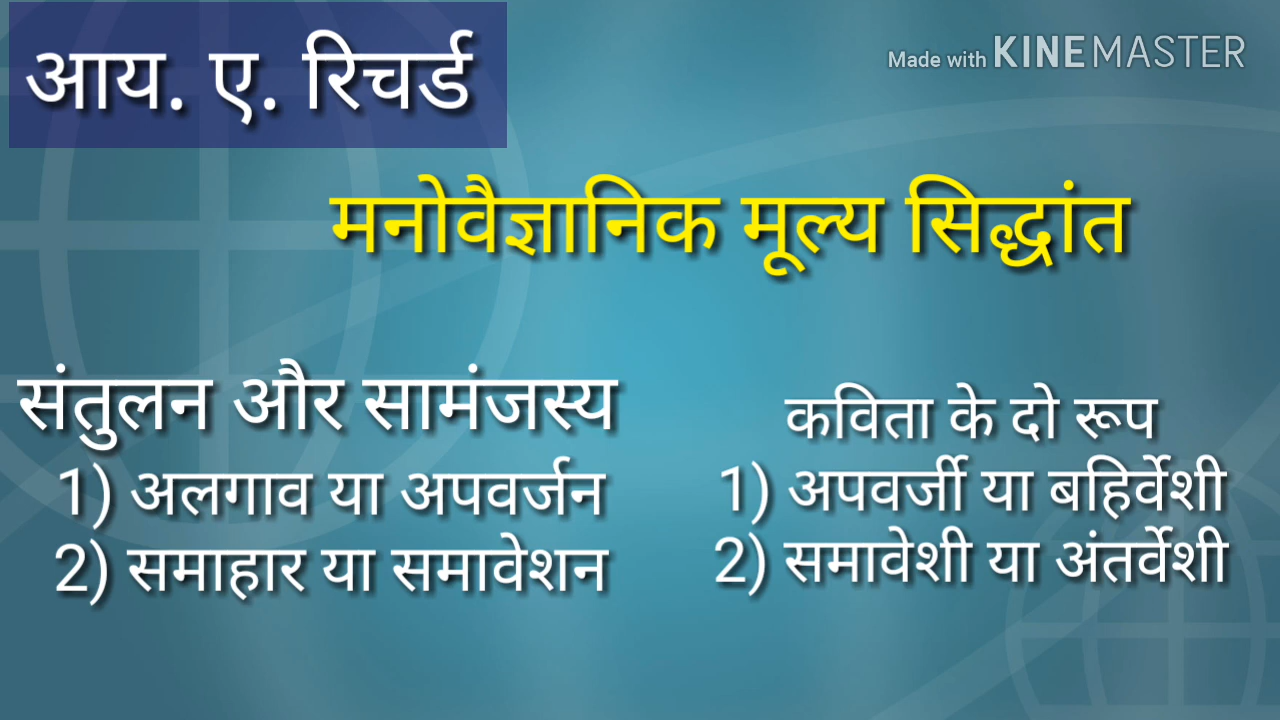 आय. ए. रिचर्ड
Made with KINEMASTER
मनोवैज्ञानिक मूल्य सिद्धांत
संतुलन और सामंजस्य
1) अलगाव या अपवर्जन
2) समाहार या समावेशन
कविता के दो रूप
1) अपवर्जी या बहिर्वेशी
2) समावेशी या अंतर्वेशी